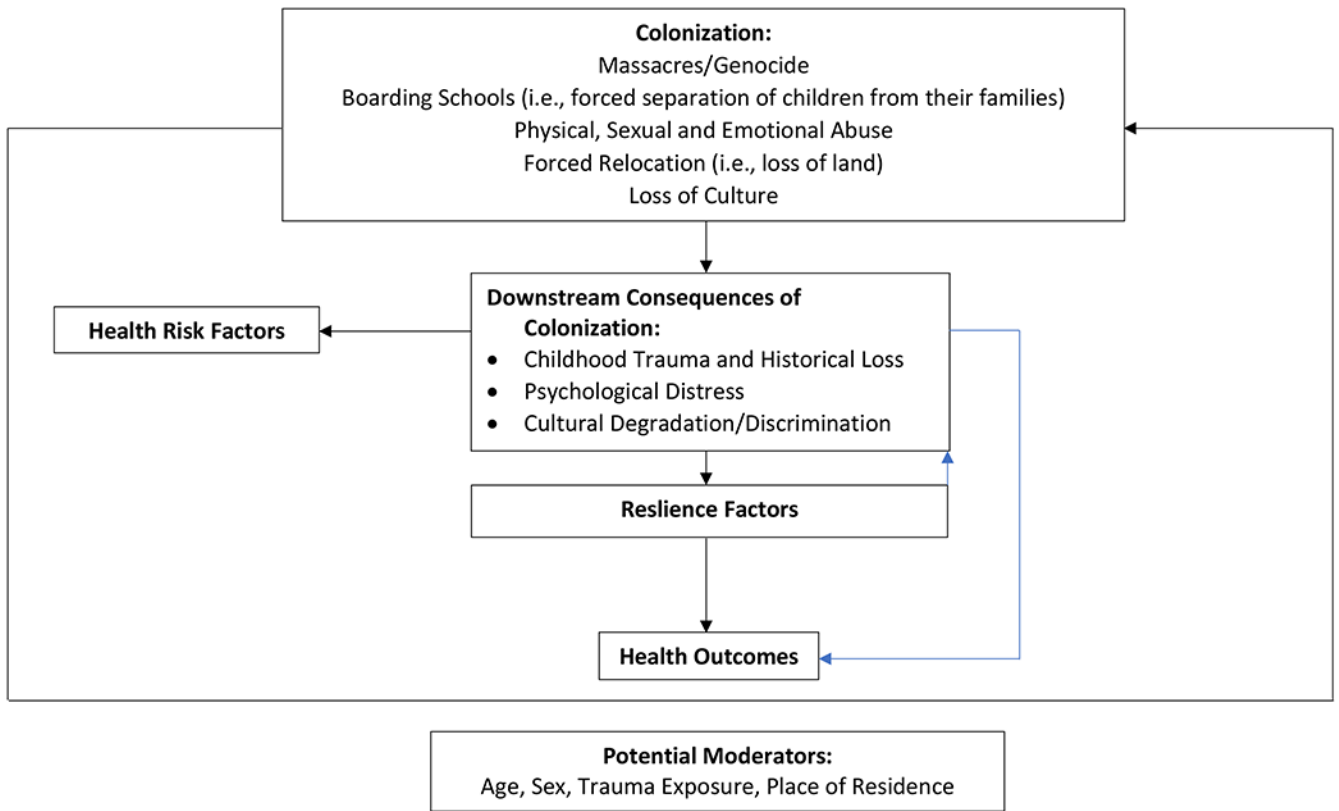 Colonization:
Massacres/Genocide
Boarding Schools (i.e., forced separation of children from their families)
Physical, Sexual and Emotional Abuse
Forced Relocation (i.e., loss of land)
Loss of Culture
Downstream Consequences of
Colonization:
• Childhood Trauma and Historical Loss
• Psychological Distress
• Cultural Degradation/Discrimination
Health Risk Factors
Reslience Factors
Health Outcomes
Potential Moderators:
Age, Sex, Trauma Exposure, Place of Residence